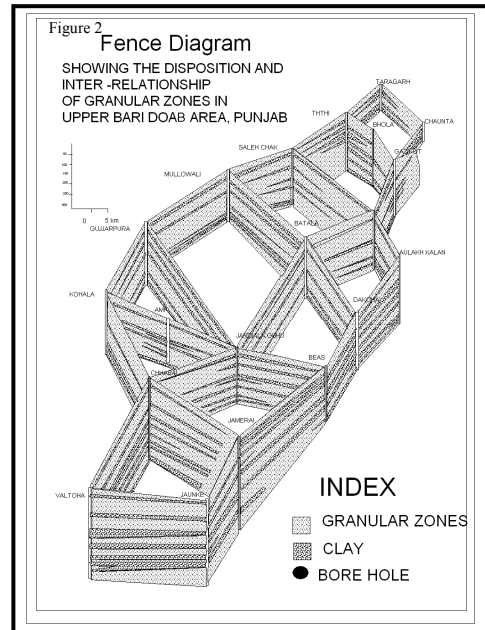 Figure 2
Fence Diagram
SHOWING THE DISPOSITION AND
INTER -RELATIONSHIP
OF GRANULAR ZONES IN
UPPER BARI DOAB AREA, PUNJAB
TARAGARH
THTHI
BHOLA
CHAUNTA
SALEH CHAK
MULLOWALI
0 5 km
GUJJARPURA
BATALA
AULAKH KALAN
KOHALA
BEAS
JAMERAI
VALTOHA
JAUNKE
INDEX
GRANULAR ZONES
CLAY
BORE HOLE